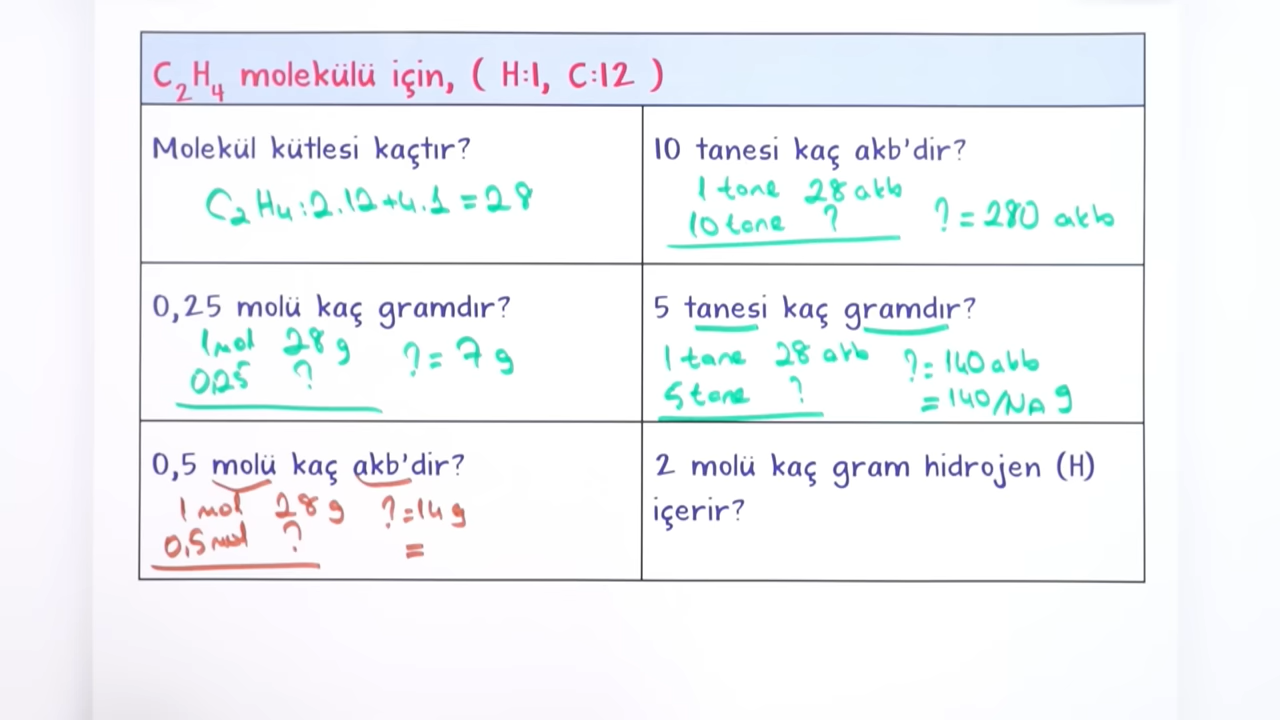 C₂H₄ molekülü için, ( H:1, C:12 )
Molekül kütlesi kaçtır?
C₂H₄:2.12+4.1=28
10 tanesi kaç akb'dir?
1 tane 28 akb
10 tane ? ?=280 akb
0,25 molü kaç gramdır?
1mol 28 g ?=7 g
0,25 ?
5 tanesi kaç gramdır?
1 tane 28 akb ?=140 akb
5 tane ? =140/NA g
0,5 molü kaç akb'dir?
1 mol 28 g ?=14 g
0,5 mol ? =
2 molü kaç gram hidrojen (H)
içerir?